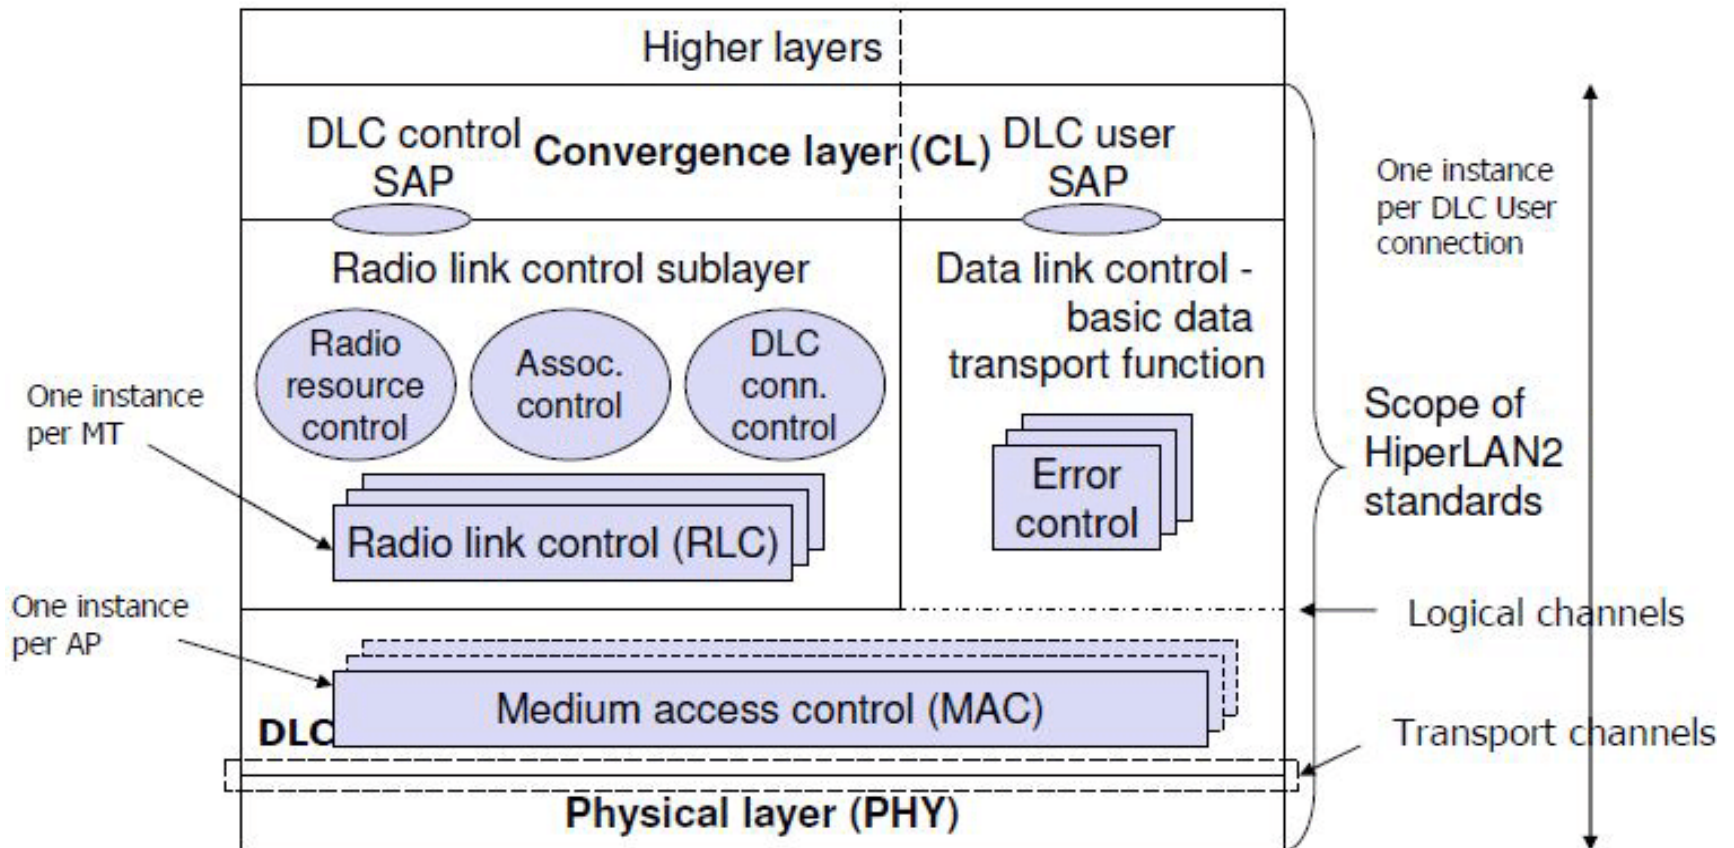 Higher layers
DLC control
SAP
Convergence layer (CL)
DLC user
SAP
One instance
per DLC User
connection
Radio link control sublayer
Data link control -
basic data
transport function
Radio
resource
control
Assoc.
control
DLC
conn.
control
One instance
per MT
Scope of
HiperLAN2
standards
Error
control
Radio link control (RLC)
One instance
per AP
Logical channels
Medium access control (MAC)
DLC
Transport channels
Physical layer (PHY)